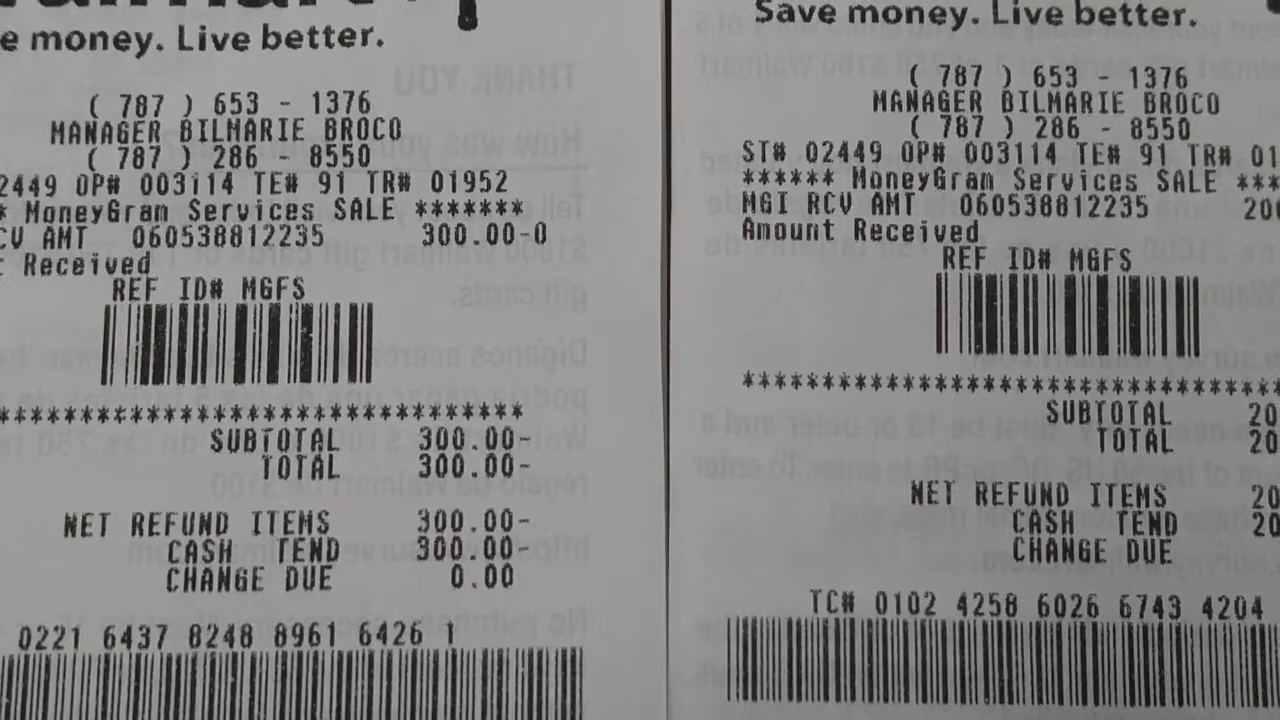 e money. Live better.
( 787 ) 653 - 1376
MANAGER BILMARIE BROCO
( 787 ) 286 - 8550
2449 OP# 003114 TE# 91 TR# 01952
* MoneyGram Services SALE *******
CV AMT 060538812235 300.00-0
Received
REF ID# MGFS
*********************************
SUBTOTAL 300.00-
TOTAL 300.00-
NET REFUND ITEMS 300.00-
CASH TEND 300.00-
CHANGE DUE 0.00
0221 6437 8248 8961 6426 1
Save money. Live better.
( 787 ) 653 - 1376
MANAGER BILMARIE BROCO
( 787 ) 286 - 8550
ST# 02449 OP# 003114 TE# 91 TR# 01
****** MoneyGram Services SALE ***
MGI RCV AMT 060538812235 200
Amount Received
REF ID# MGFS
******************************************
SUBTOTAL 20
TOTAL 20
NET REFUND ITEMS 20
CASH TEND 20
CHANGE DUE
TC# 0102 4258 6026 6743 4204